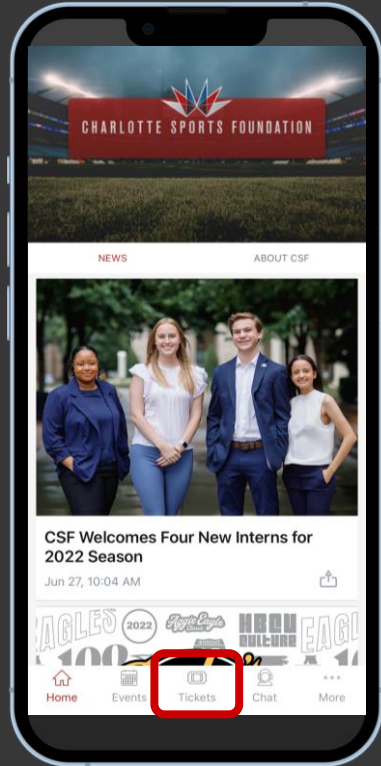 CHARLOTTE SPORTS FOUNDATION
NEWS
ABOUT CSF
CSF Welcomes Four New Interns for
2022 Season
Jun 27, 10:04 AM
EAGLES
2022
Aggie Eagle
HBCU
CULTURE
Home
Events
Tickets
Chat
More